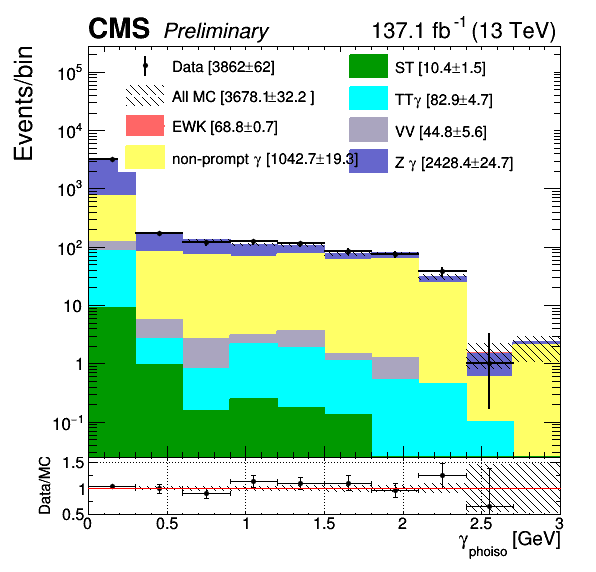 CMS Preliminary 137.1 fb⁻¹ (13 TeV)
Events/bin
Data [3862±62]
All MC [3678.1±32.2 ]
EWK [68.8±0.7]
non-prompt γ [1042.7±19.3]
ST [10.4±1.5]
TTγ [82.9±4.7]
VV [44.8±5.6]
Z γ [2428.4±24.7]
10⁵
10⁴
10³
10²
10
1
10⁻¹
Data/MC
1.5
1
0.5
0 0.5 1 1.5 2 2.5 3
γ_phoiso [GeV]